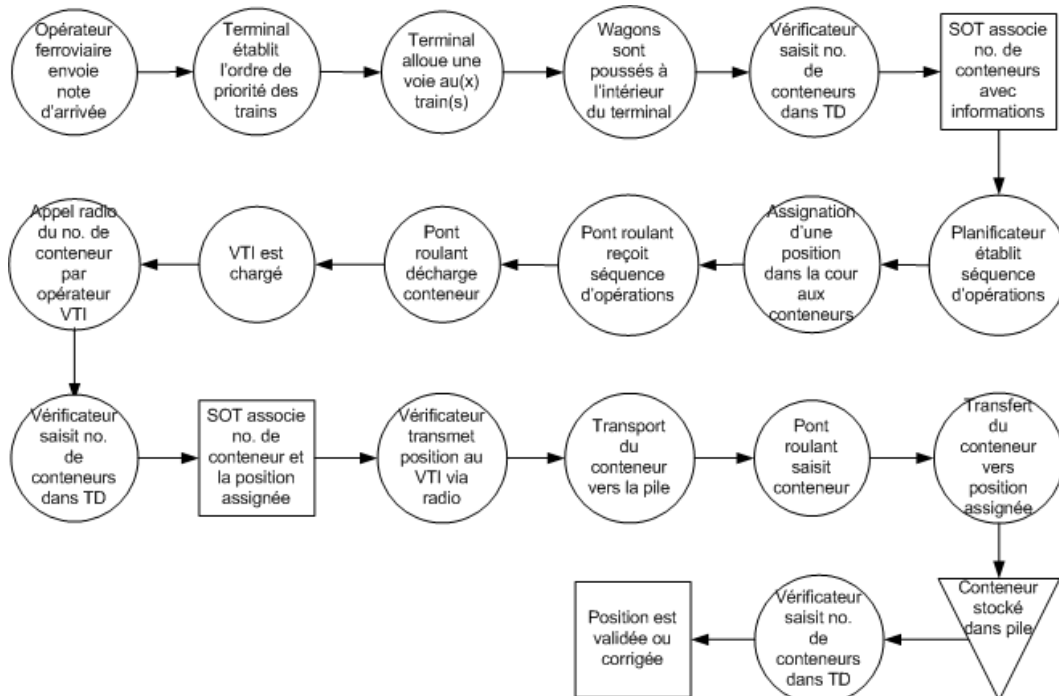 Opérateur
ferroviaire
envoie
note
d'arrivée
Terminal
établit
l'ordre de
priorité des
trains
Terminal
alloue une
voie au(x)
train(s)
Wagons
sont
poussés à
l'intérieur
du terminal
Vérificateur
saisit no.
de
conteneurs
dans TD
SOT associe
no. de
conteneurs
avec
informations
Planificateur
établit
séquence
d'opérations
Assignation
d'une
position
dans la cour
aux
conteneurs
Pont roulant
reçoit
séquence
d'opérations
Pont
roulant
décharge
conteneur
VTI est
chargé
Appel radio
du no. de
conteneur
par
opérateur
VTI
Vérificateur
saisit no.
de
conteneurs
dans TD
SOT associe
no. de
conteneur et
la position
assignée
Vérificateur
transmet
position au
VTI via
radio
Transport
du
conteneur
vers la pile
Pont
roulant
saisit
conteneur
Transfert
du
conteneur
vers
position
assignée
Conteneur
stocké
dans pile
Vérificateur
saisit no.
de
conteneurs
dans TD
Position est
validée ou
corrigée